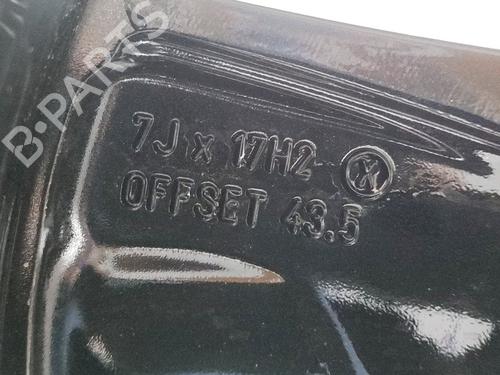 B-PARTS
7J x 17H2 X
OFFSET 43.5